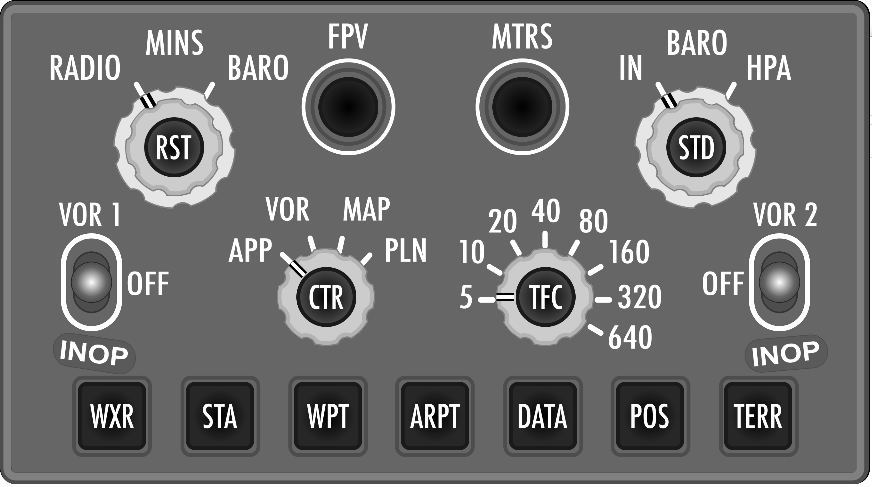 MINS
RADIO
BARO
RST
FPV
MTRS
BARO
IN
HPA
STD
VOR 1
OFF
INOP
VOR
MAP
APP
PLN
CTR
40
20
80
10
160
5
320
640
TFC
VOR 2
OFF
INOP
WXR
STA
WPT
ARPT
DATA
POS
TERR